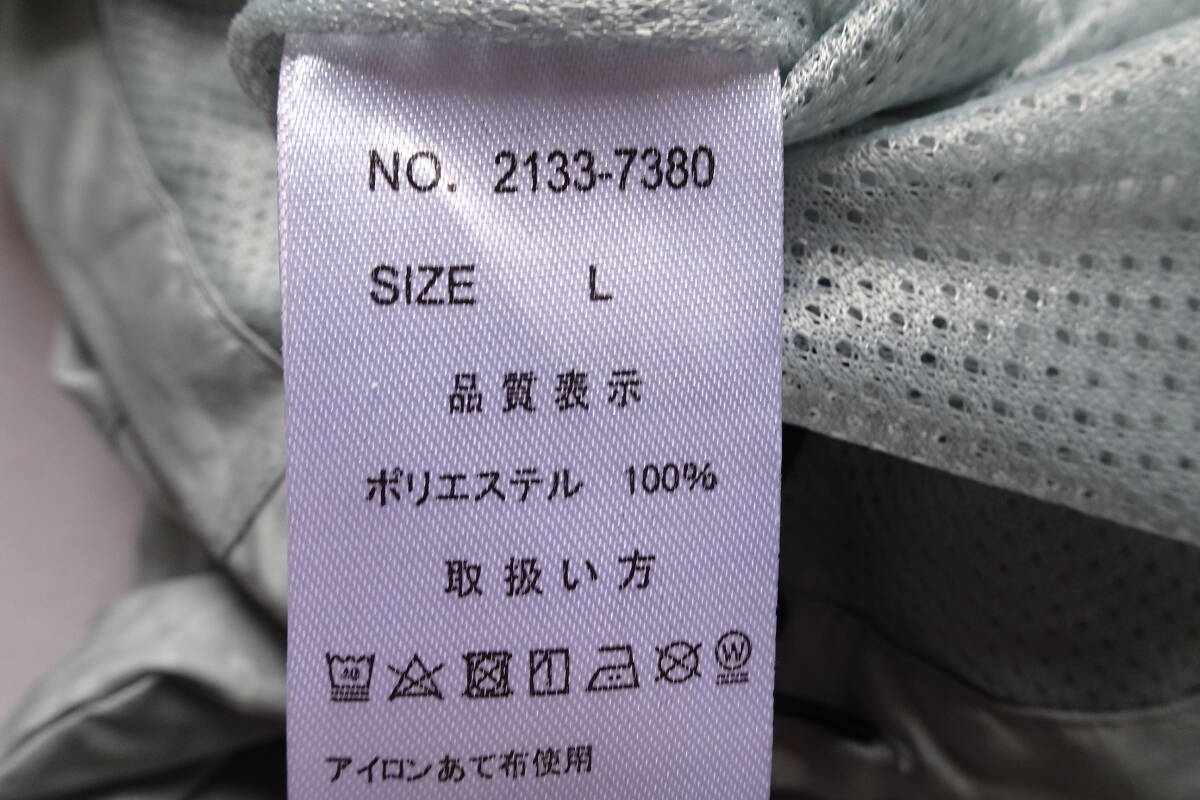 NO. 2133-7380
SIZE L
品質表示
ポリエステル 100%
取扱い方
40 W
アイロンあて布使用